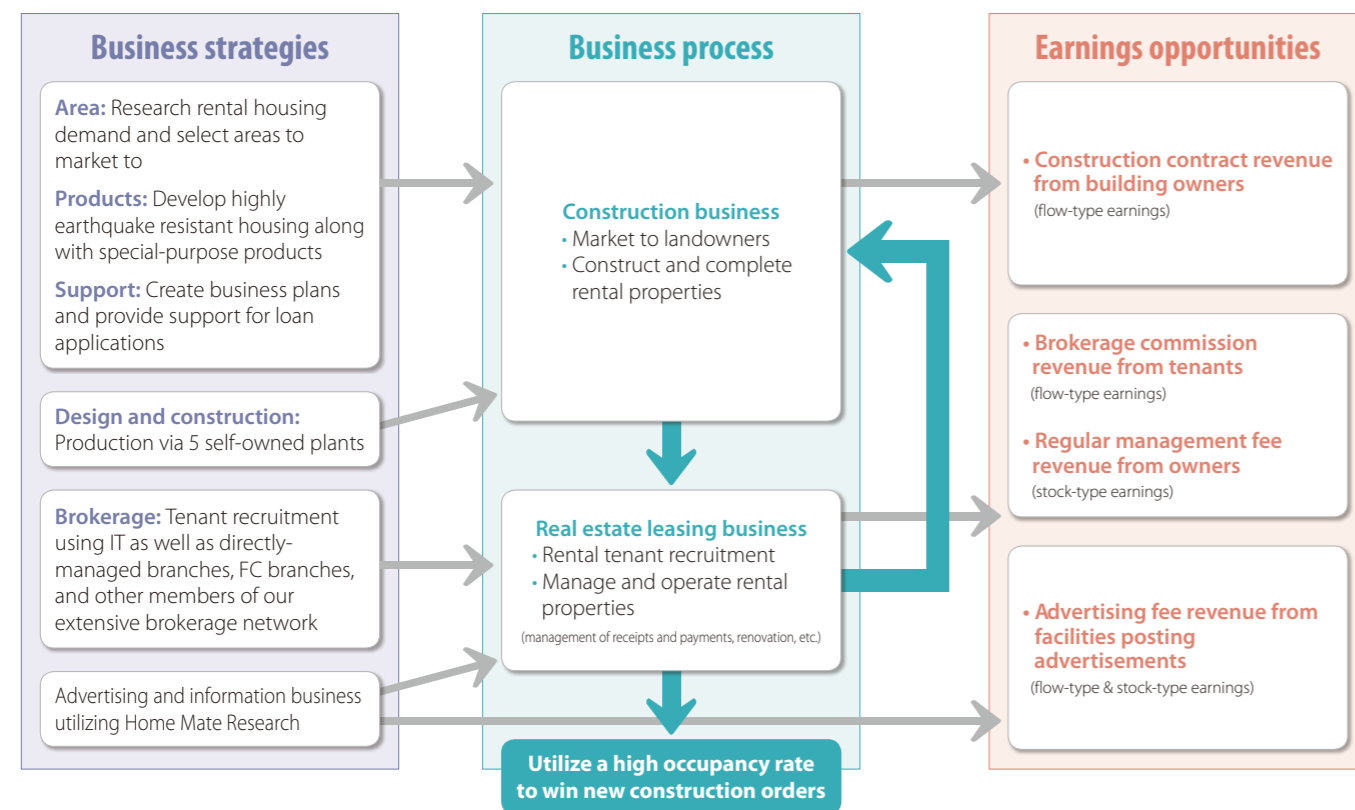 Business strategies
Area: Research rental housing
demand and select areas to
market to
Products: Develop highly
earthquake resistant housing along
with special-purpose products
Support: Create business plans
and provide support for loan
applications
Design and construction:
Production via 5 self-owned plants
Brokerage: Tenant recruitment
using IT as well as directly-
managed branches, FC branches,
and other members of our
extensive brokerage network
Advertising and information business
utilizing Home Mate Research
Business process
Construction business
• Market to landowners
• Construct and complete
rental properties
Real estate leasing business
• Rental tenant recruitment
• Manage and operate rental
properties
(management of receipts and payments, renovation, etc.)
Utilize a high occupancy rate
to win new construction orders
Earnings opportunities
• Construction contract revenue
from building owners
(flow-type earnings)
• Brokerage commission
revenue from tenants
(flow-type earnings)
• Regular management fee
revenue from owners
(stock-type earnings)
• Advertising fee revenue from
facilities posting
advertisements
(flow-type & stock-type earnings)